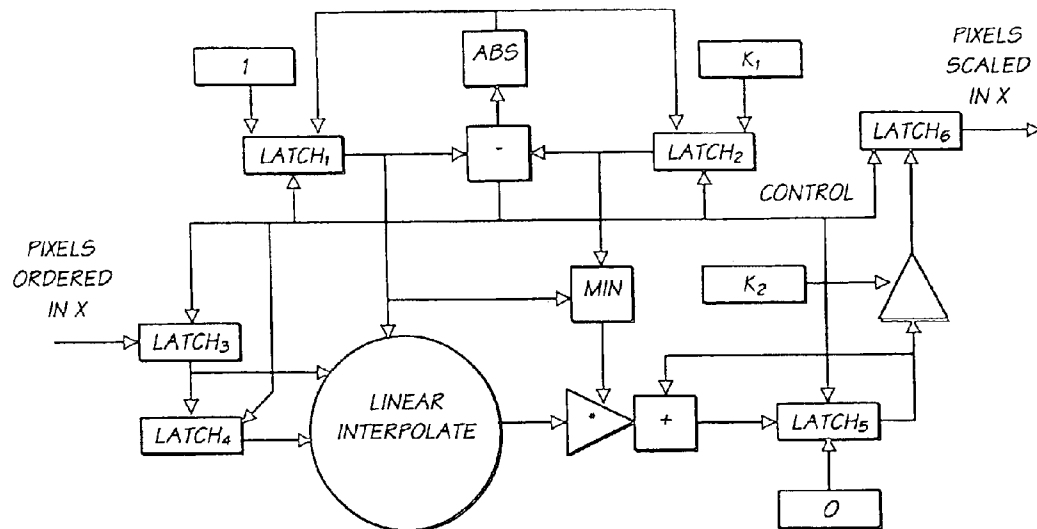 PIXELS
SCALED
IN X
ABS
1
K₁
LATCH₁
-
LATCH₂
LATCH₆
CONTROL
PIXELS
ORDERED
IN X
MIN
K₂
LATCH₃
LINEAR
INTERPOLATE
LATCH₄
*
+
LATCH₅
0